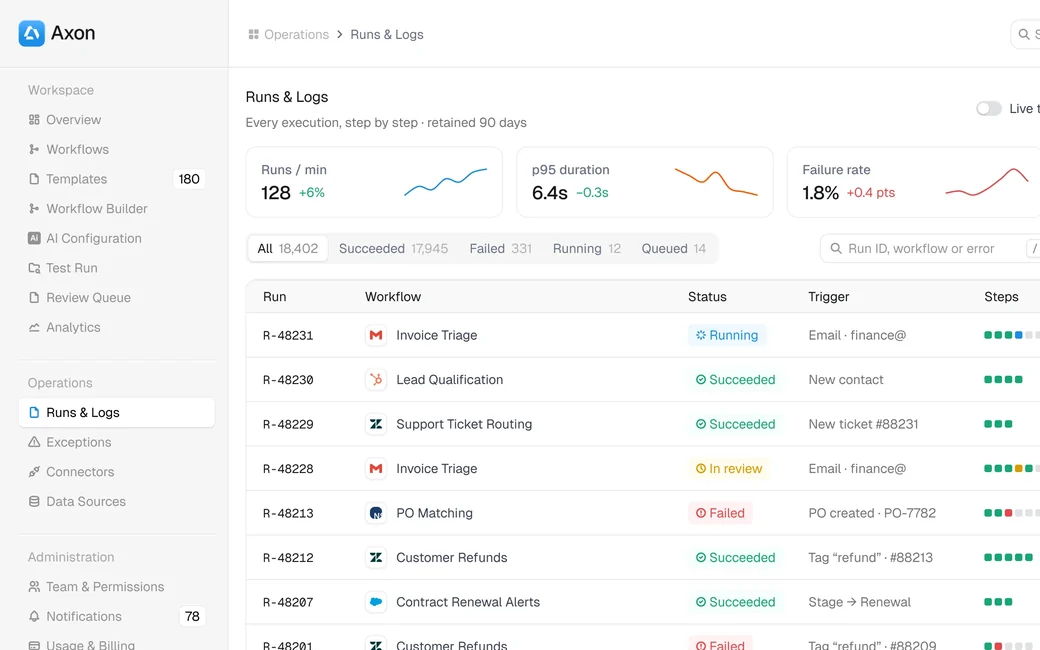 Axon
Operations > Runs & Logs
S
Workspace
Overview
Workflows
Templates 180
Workflow Builder
AI AI Configuration
Test Run
Review Queue
Analytics
Operations
Runs & Logs
Exceptions
Connectors
Data Sources
Administration
Team & Permissions
Notifications 78
Usage & Billing
Runs & Logs
Every execution, step by step · retained 90 days
Live t
Runs / min
128 +6%
p95 duration
6.4s −0.3s
Failure rate
1.8% +0.4 pts
All 18,402 Succeeded 17,945 Failed 331 Running 12 Queued 14
Run ID, workflow or error /
Run Workflow Status Trigger Steps
R-48231 Invoice Triage Running Email · finance@
R-48230 Lead Qualification Succeeded New contact
R-48229 Support Ticket Routing Succeeded New ticket #88231
R-48228 Invoice Triage In review Email · finance@
R-48213 N PO Matching Failed PO created · PO-7782
R-48212 Customer Refunds Succeeded Tag “refund” · #88213
R-48207 Contract Renewal Alerts Succeeded Stage → Renewal
R-48201 Customer Refunds Failed Tag “refund” · #88209